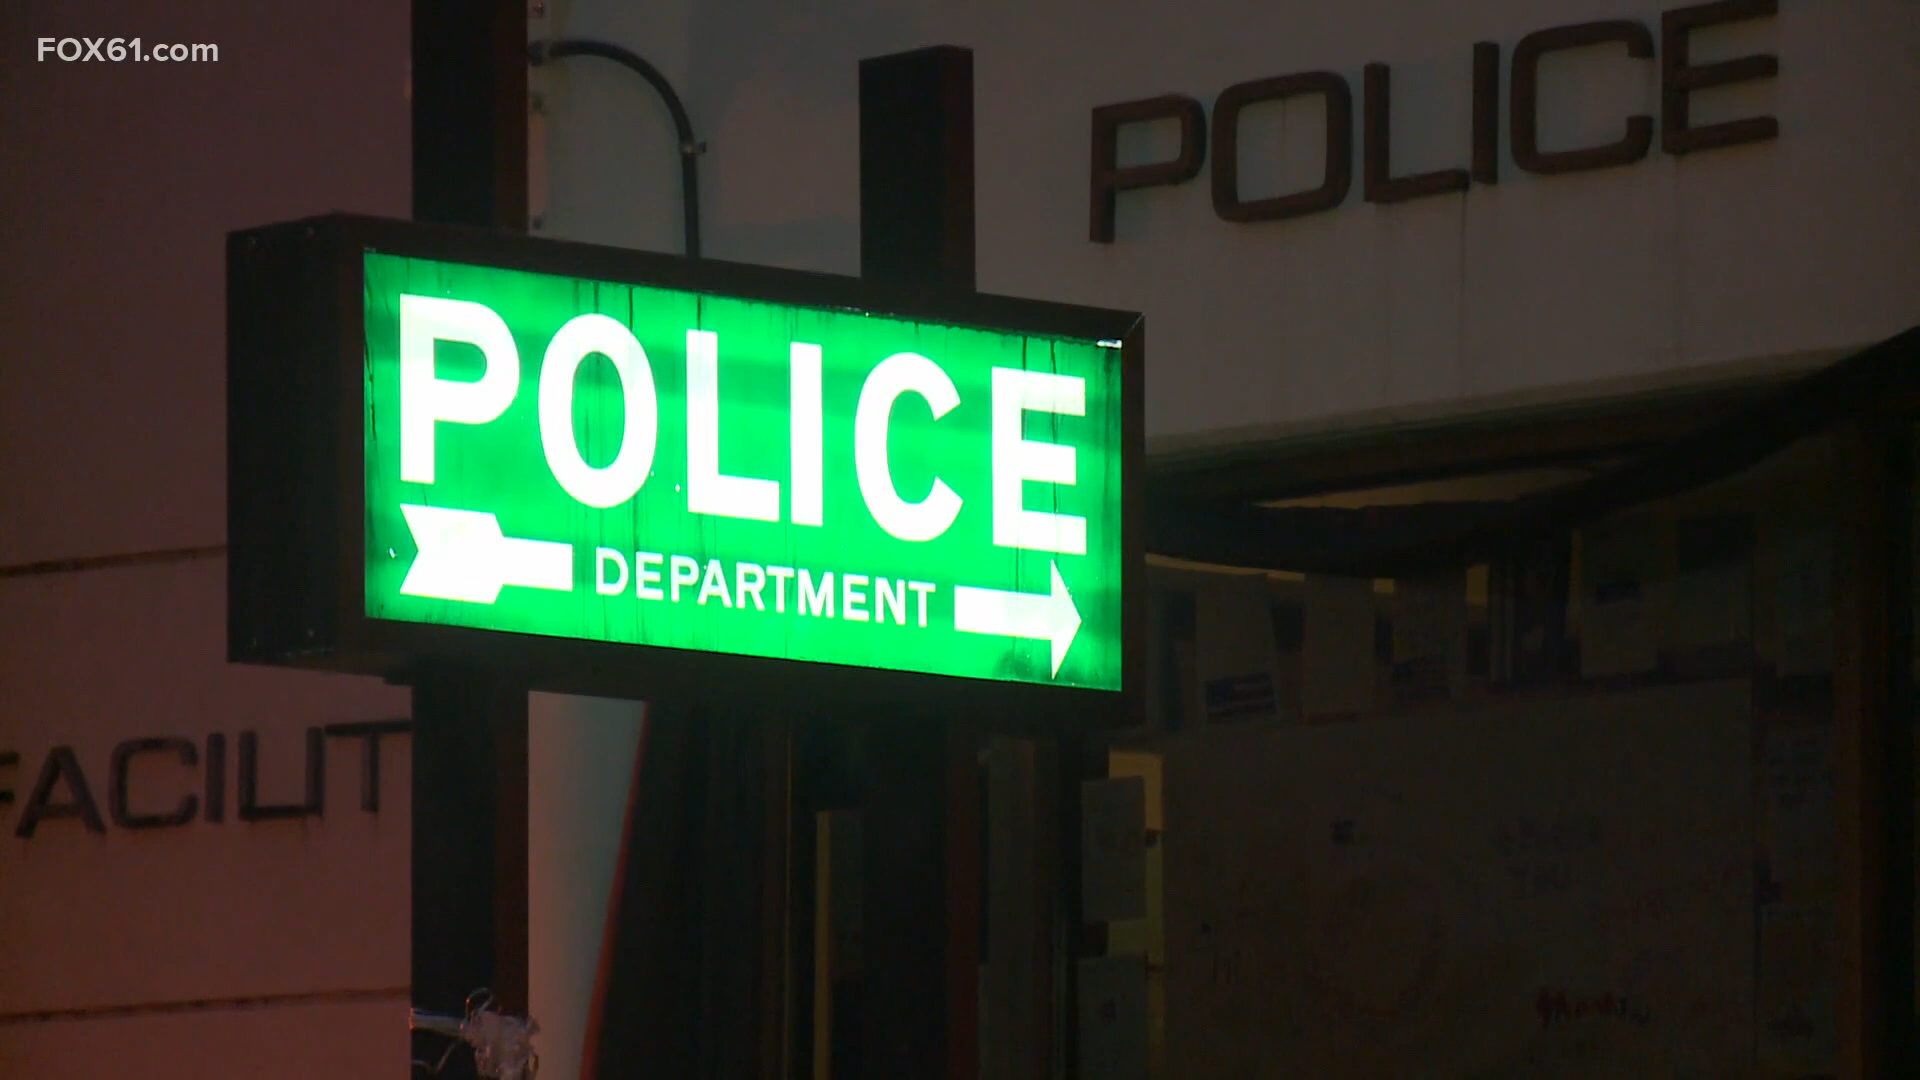 FOX61.com
POLICE
POLICE
DEPARTMENT
FACILIT